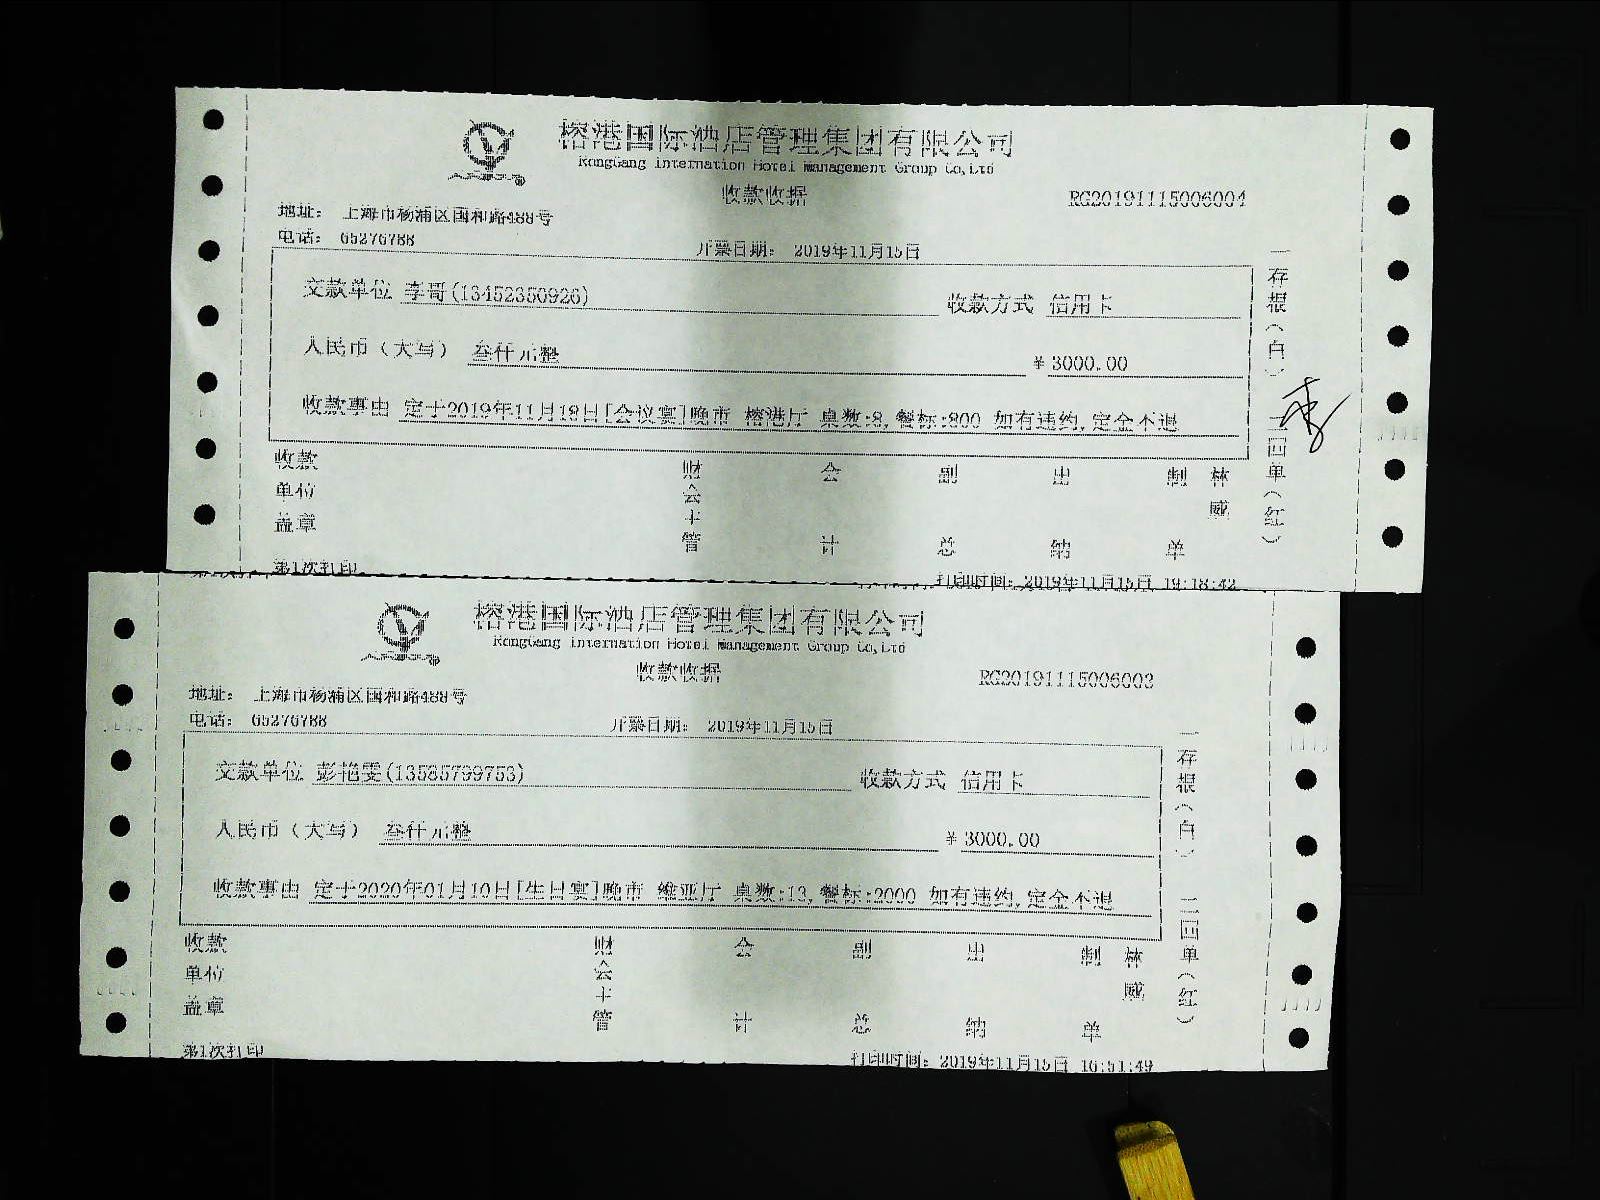 榕港国际酒店管理集团有限公司
RongGang internation Hotel management Group Co,Ltd
收款收据
RG20191115006004
地址: 上海市杨浦区国和路488号
电话: 65276788
开票日期: 2019年11月15日
交款单位 李哥(13452350926) 收款方式 信用卡
人民币(大写) 叁仟元整 ¥3000.00
收款事由 定于2019年11月18日[会议宴]晚市 榕港厅 桌数:8,餐标:800 如有违约,定金不退
收款单位盖章 财会主管 会计 副总 出纳 制单 林威
一存根(白) 二回单(红)
李
第1次打印 打印时间: 2019年11月15日 19:18:42
榕港国际酒店管理集团有限公司
RongGang internation Hotel management Group Co,Ltd
收款收据
RG20191115006003
地址: 上海市杨浦区国和路488号
电话: 65276788
开票日期: 2019年11月15日
交款单位 彭艳雯(13585799753) 收款方式 信用卡
人民币(大写) 叁仟元整 ¥3000.00
收款事由 定于2020年01月10日[生日宴]晚市 维亚厅 桌数:13,餐标:2000 如有违约,定金不退
收款单位盖章 财会主管 会计 副总 出纳 制单 林威
一存根(白) 二回单(红)
第1次打印 打印时间: 2019年11月15日 16:51:49